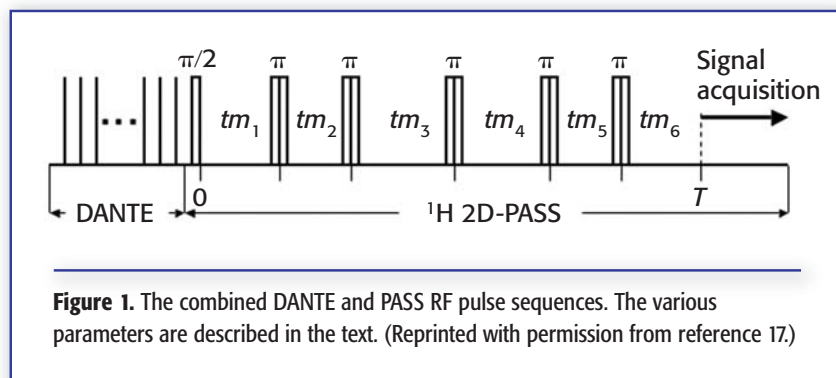 π/2 π π π π π Signal
acquisition
tm₁ tm₂ tm₃ tm₄ tm₅ tm₆
0 T
DANTE ¹H 2D-PASS
Figure 1. The combined DANTE and PASS RF pulse sequences. The various
parameters are described in the text. (Reprinted with permission from reference 17.)